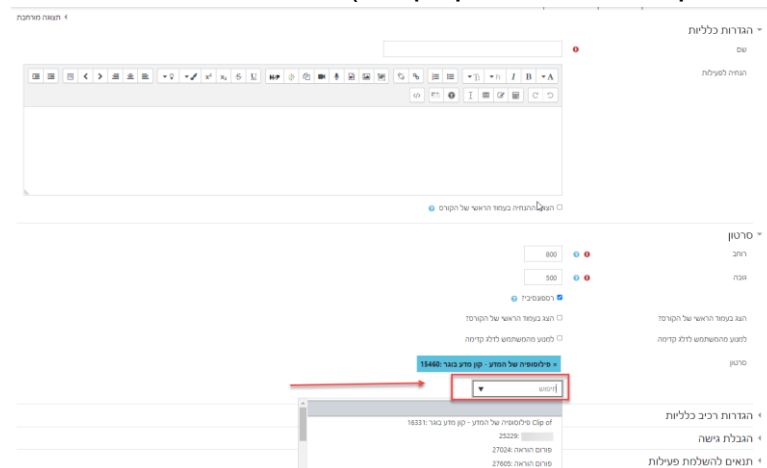 תצוגה מורחבת
הגדרות כלליות
שם
הנחיה לפעילות
הצגת ההנחיה בעמוד הראשי של הקורס
סרטון
רוחב
800
גובה
500
רספונסיבי?
הצג בעמוד הראשי של הקורס?
הצג בעמוד הראשי של הקורס?
למנוע מהמשתמש לדלג קדימה
למנוע מהמשתמש לדלג קדימה
סרטון
× פילוסופיה של המדע - קון מדע בוגר :15460
חיפוש
Clip of פילוסופיה של המדע - קון מדע בוגר :16331
25229:
פורום הוראה :27024
פורום הוראה :27605
הגדרות רכיב כלליות
הגבלת גישה
תנאים להשלמת פעילות